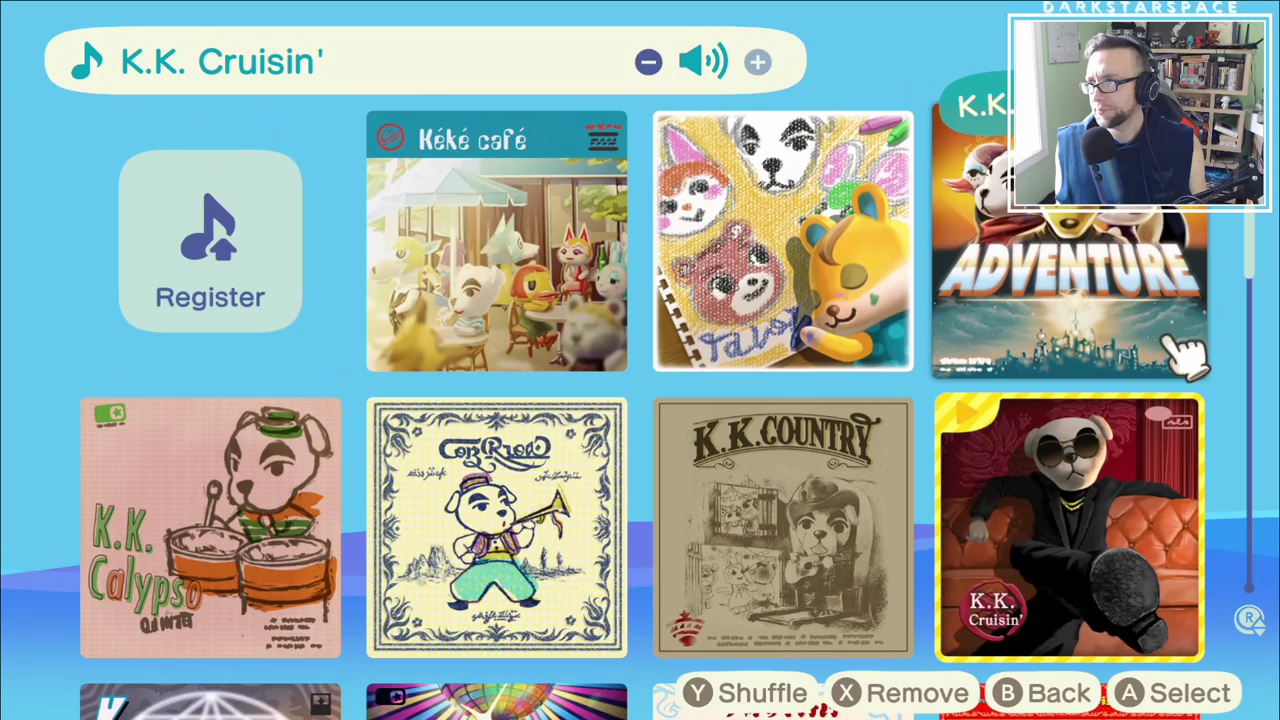 DARKSTARSPACE
K.K. Cruisin'
K.K.
Register
Kéké café
ADVENTURE
K.K.
Calypso
K.K. COUNTRY
K.K.
Cruisin'
R
Y Shuffle X Remove B Back A Select